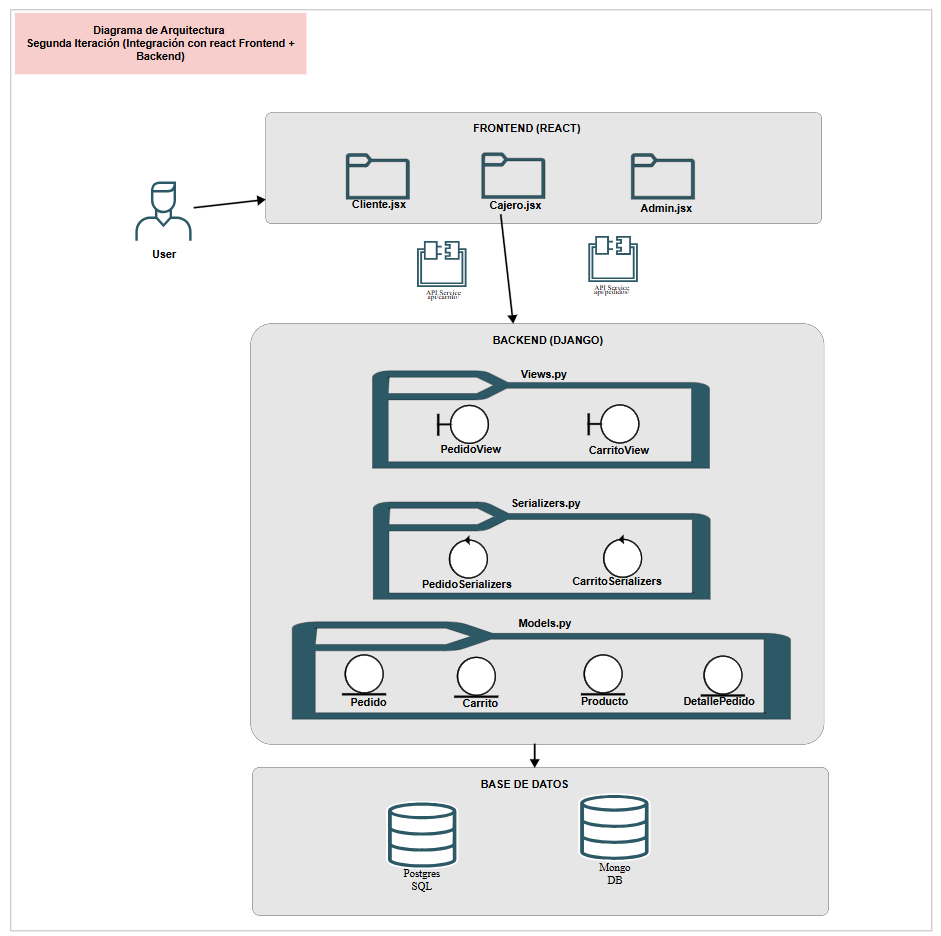 Diagrama de Arquitectura
Segunda Iteración (Integración con react Frontend +
Backend)
FRONTEND (REACT)
Cliente.jsx
Cajero.jsx
Admin.jsx
User
API Service
api/carrito/
API Service
api/pedidos/
BACKEND (DJANGO)
Views.py
PedidoView
CarritoView
Serializers.py
PedidoSerializers
CarritoSerializers
Models.py
Pedido
Carrito
Producto
DetallePedido
BASE DE DATOS
Postgres
SQL
Mongo
DB